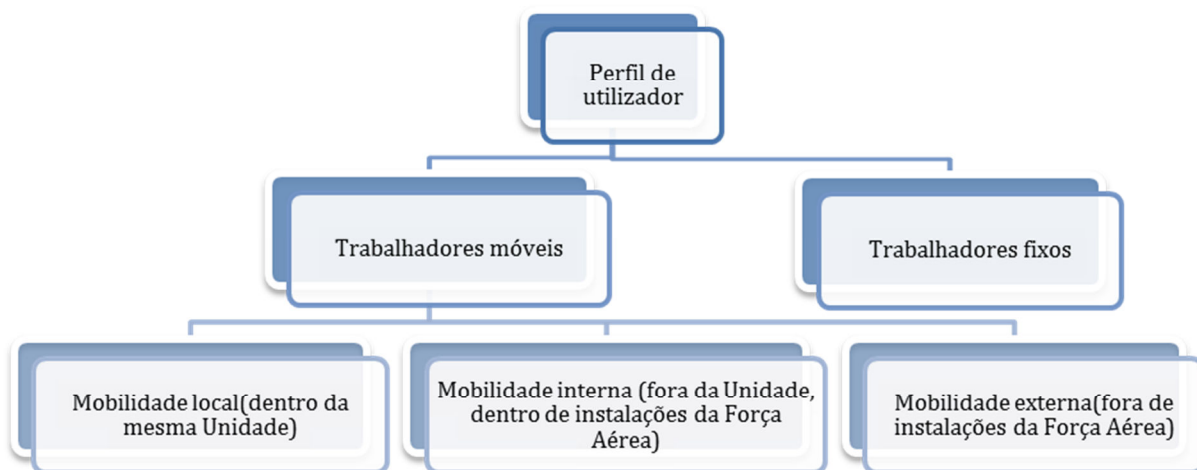 Perfil de
utilizador
Trabalhadores móveis
Trabalhadores fixos
Mobilidade local(dentro da
mesma Unidade)
Mobilidade interna (fora da Unidade,
dentro de instalações da Força
Aérea)
Mobilidade externa(fora de
instalações da Força Aérea)